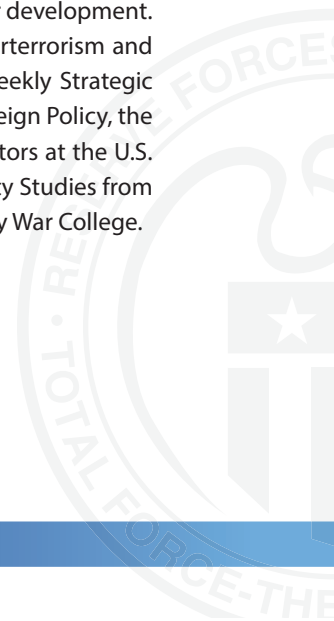 development.
rterrorism and
eekly Strategic
eign Policy, the
tors at the U.S.
ty Studies from
y War College.
RESERVE FORCES
• TOTAL FORCE-THE